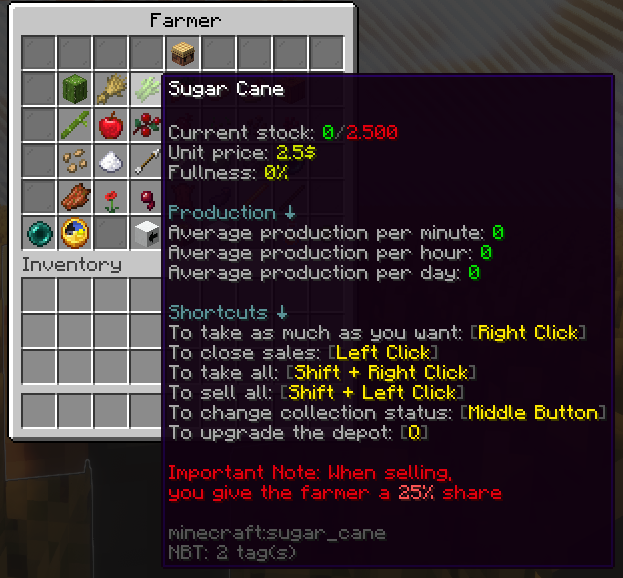 Farmer
Sugar Cane
Current stock: 0/2.500
Unit price: 2.5$
Fullness: 0%
Production ↓
Average production per minute: 0
Average production per hour: 0
Average production per day: 0
Inventory
Shortcuts ↓
To take as much as you want: [Right Click]
To close sales: [Left Click]
To take all: [Shift + Right Click]
To sell all: [Shift + Left Click]
To change collection status: [Middle Button]
To upgrade the depot: [Q]
Important Note: When selling,
you give the farmer a 25% share
minecraft:sugar_cane
NBT: 2 tag(s)